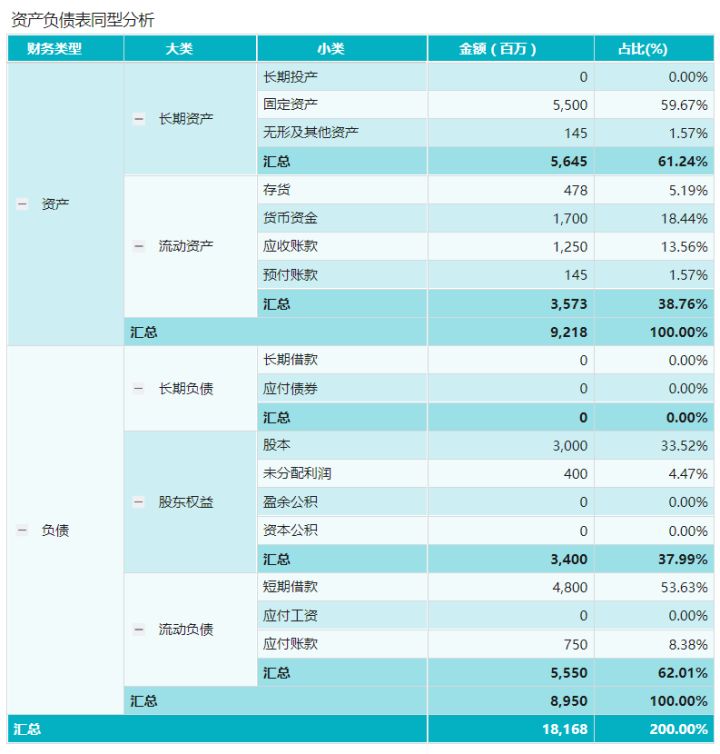 资产负债表同型分析
财务类型 大类 小类 金额（百万） 占比(%)
长期投产 0 0.00%
固定资产 5,500 59.67%
长期资产
无形及其他资产 145 1.57%
汇总 5,645 61.24%
存货 478 5.19%
资产
货币资金 1,700 18.44%
流动资产 应收账款 1,250 13.56%
预付账款 145 1.57%
汇总 3,573 38.76%
汇总 9,218 100.00%
长期借款 0 0.00%
长期负债 应付债券 0 0.00%
汇总 0 0.00%
股本 3,000 33.52%
未分配利润 400 4.47%
股东权益 盈余公积 0 0.00%
负债 资本公积 0 0.00%
汇总 3,400 37.99%
短期借款 4,800 53.63%
应付工资 0 0.00%
流动负债
应付账款 750 8.38%
汇总 5,550 62.01%
汇总 8,950 100.00%
汇总 18,168 200.00%